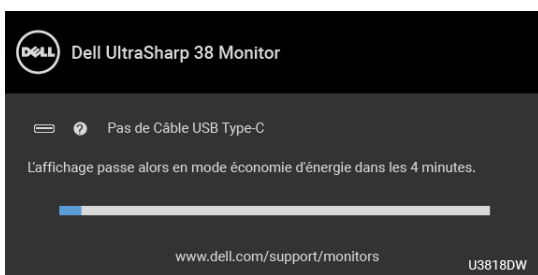 DELL
Dell UltraSharp 38 Monitor
? Pas de Câble USB Type-C
L'affichage passe alors en mode économie d'énergie dans les 4 minutes.
www.dell.com/support/monitors
U3818DW